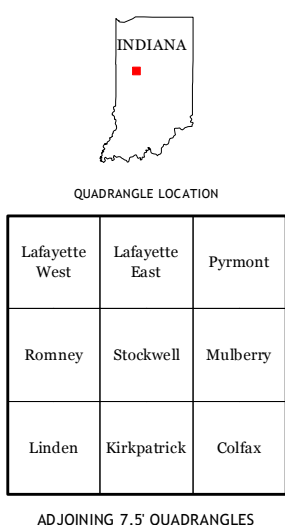 INDIANA
QUADRANGLE LOCATION
Lafayette
West
Lafayette
East
Pyrmont
Romney
Stockwell
Mulberry
Linden
Kirkpatrick
Colfax
ADJOINING 7.5' QUADRANGLES